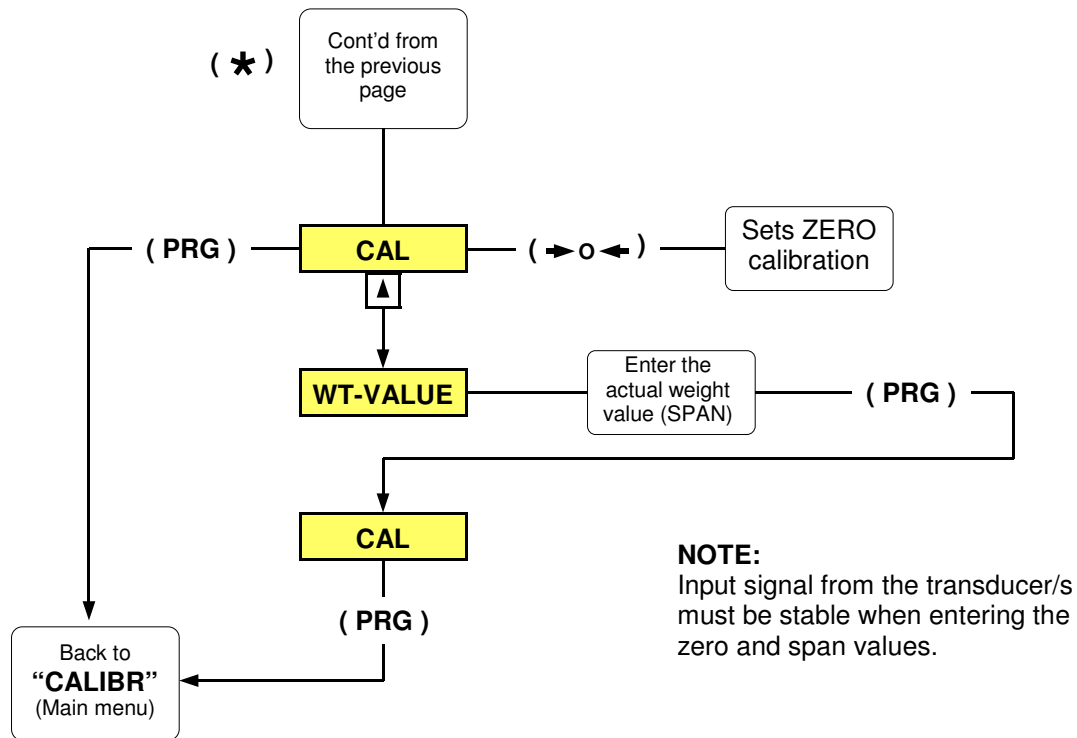 ( * )
Cont'd from
the previous
page
( PRG )
CAL
( →o← )
Sets ZERO
calibration
WT-VALUE
Enter the
actual weight
value (SPAN)
( PRG )
CAL
( PRG )
NOTE:
Input signal from the transducer/s
must be stable when entering the
zero and span values.
Back to
“CALIBR”
(Main menu)